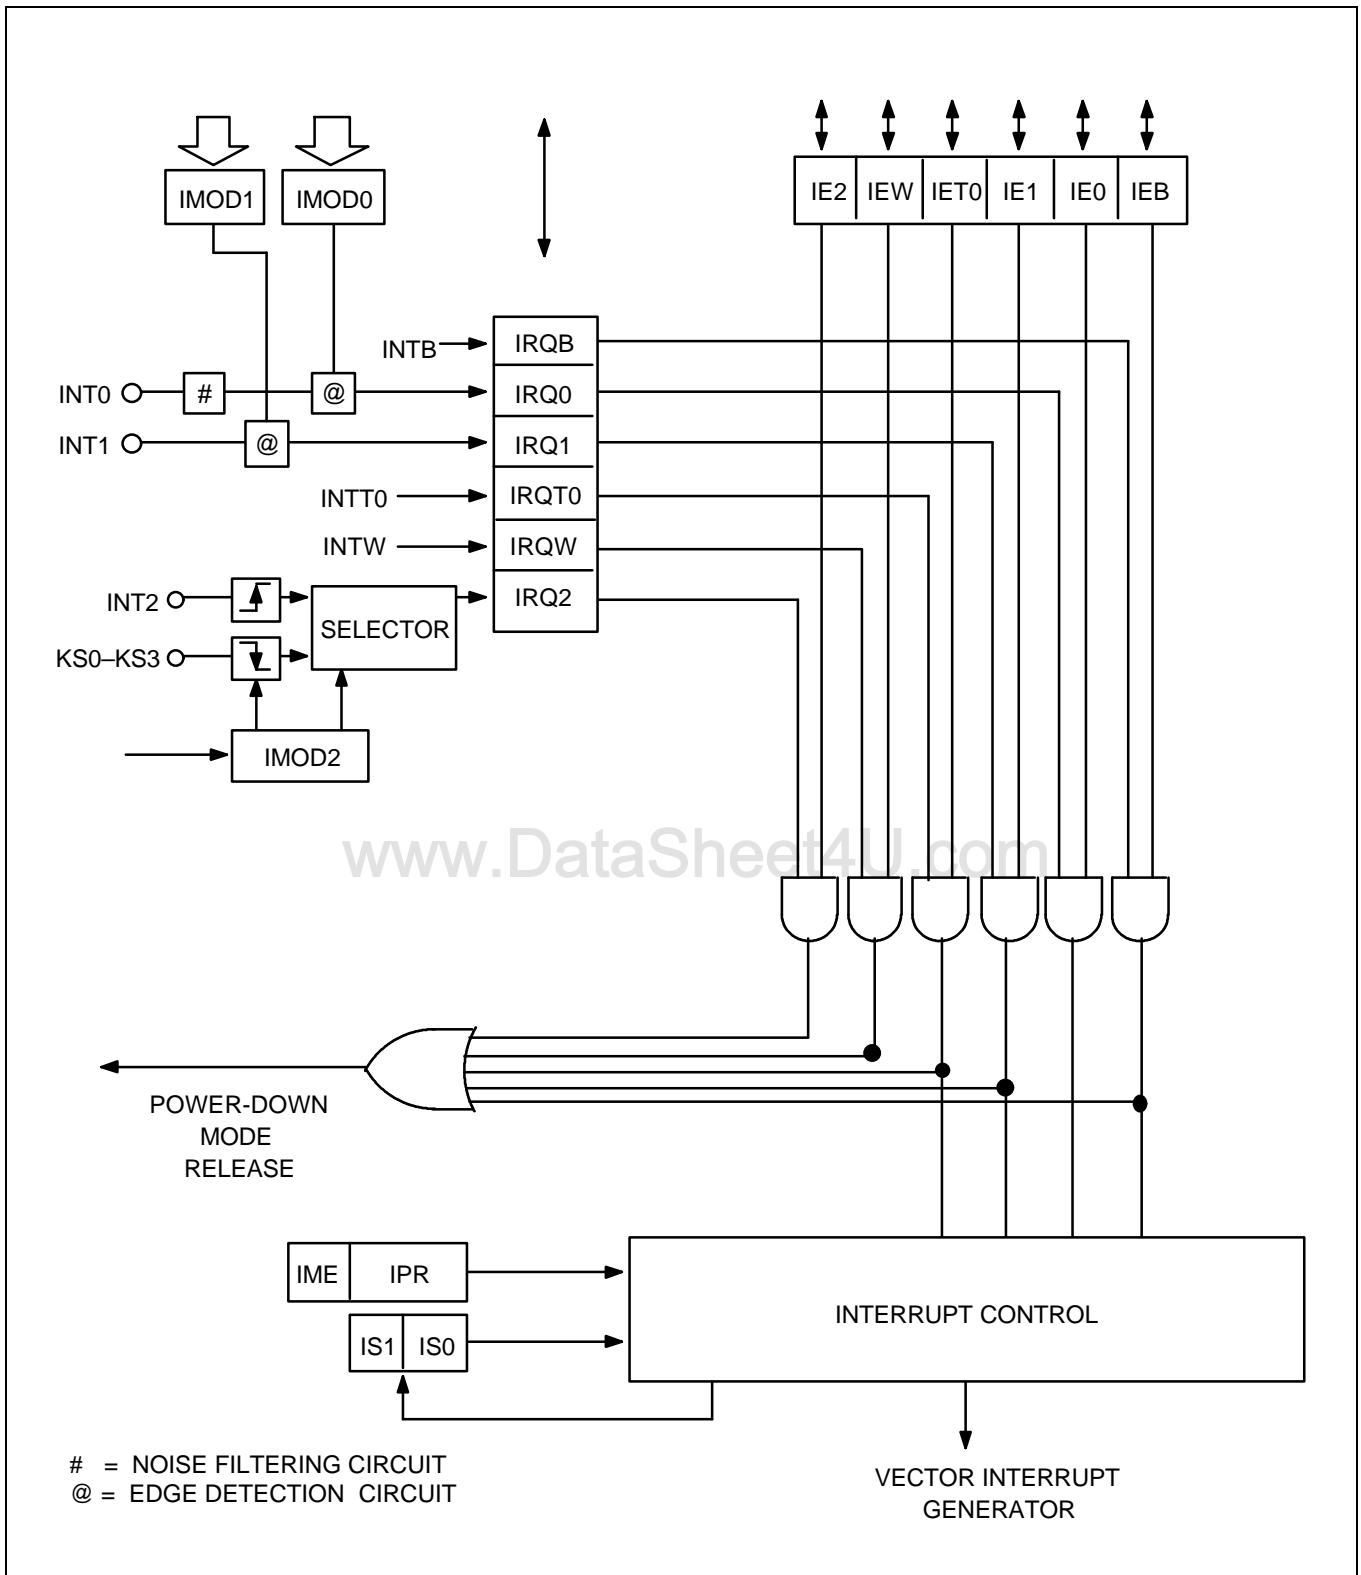 IMOD1 IMOD0
IE2 IEW IET0 IE1 IE0 IEB
INTB IRQB
INT0 # @ IRQ0
INT1 @ IRQ1
INTT0 IRQT0
INTW IRQW
INT2 IRQ2
SELECTOR
KS0–KS3
IMOD2
www.DataSheet4U.com
POWER-DOWN
MODE
RELEASE
IME IPR
INTERRUPT CONTROL
IS1 IS0
# = NOISE FILTERING CIRCUIT
@ = EDGE DETECTION CIRCUIT
VECTOR INTERRUPT
GENERATOR